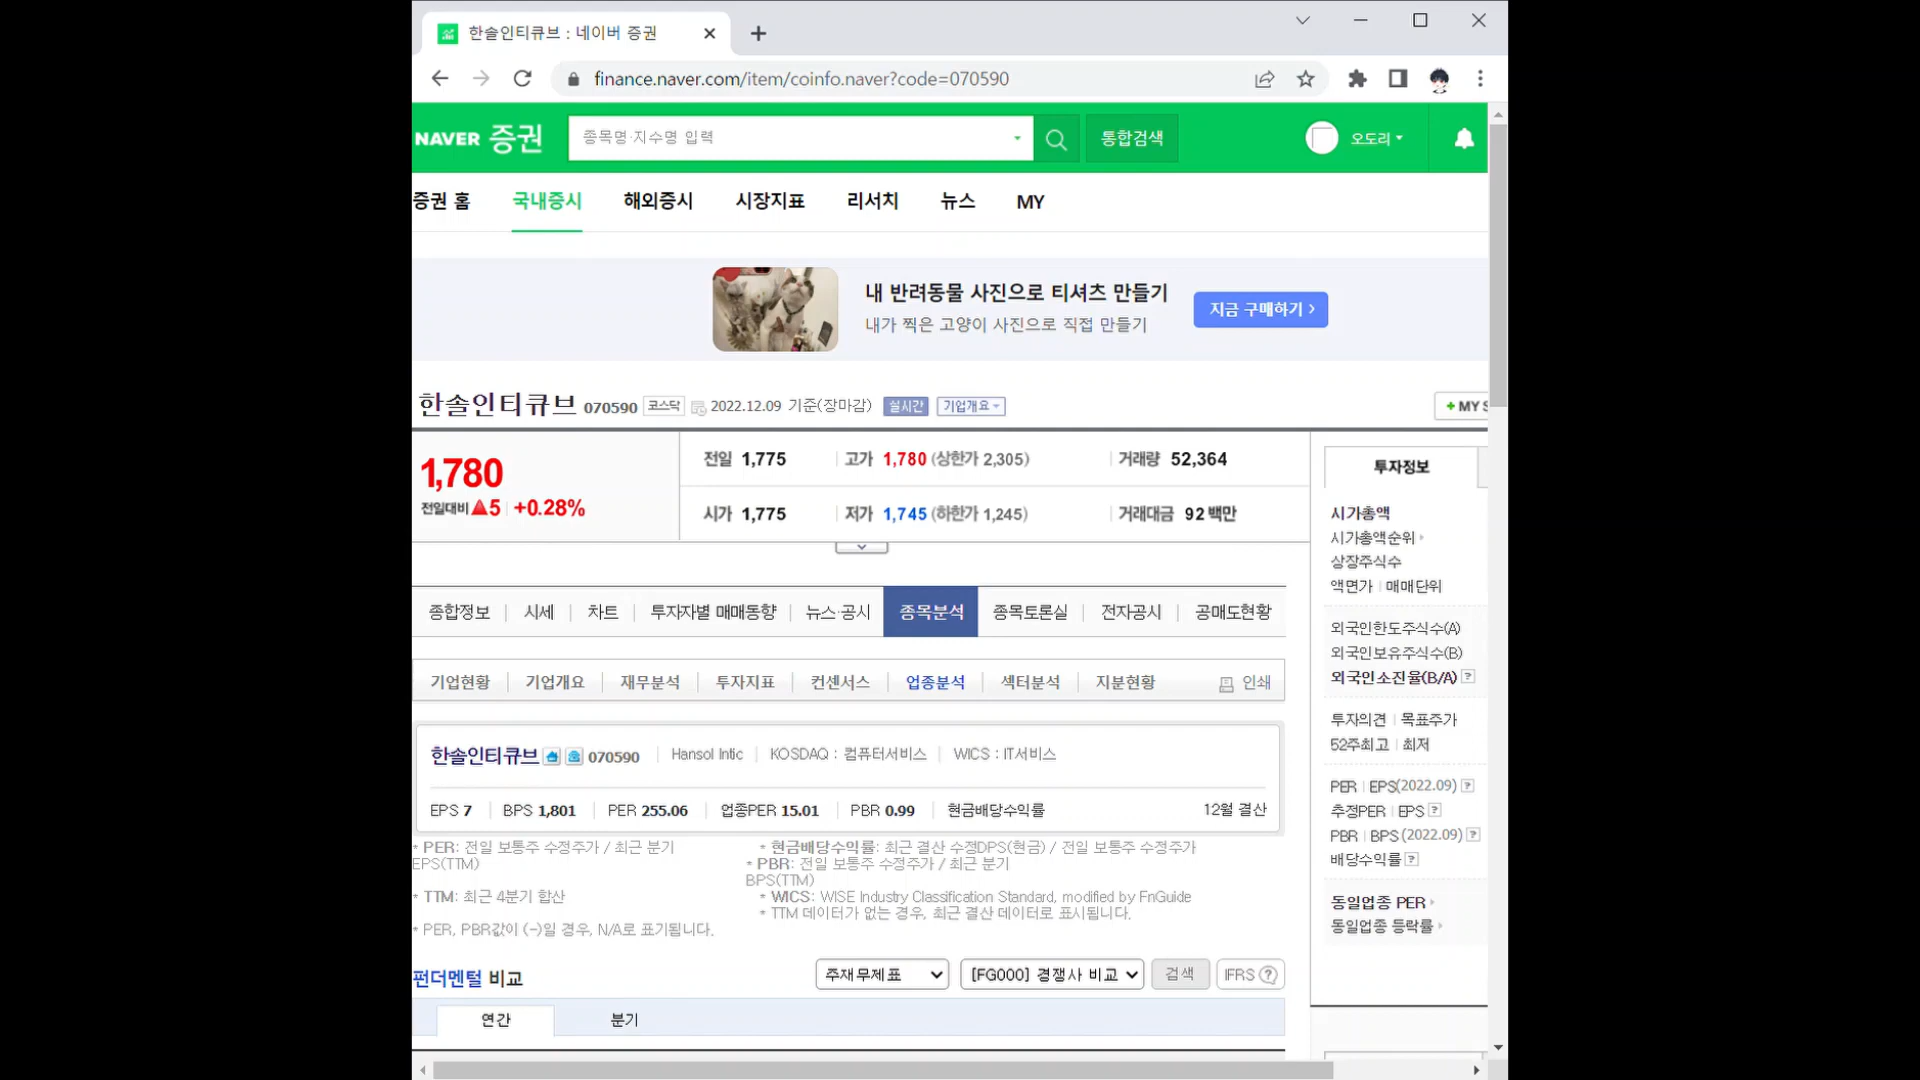 한솔인티큐브 : 네이버 증권
finance.naver.com/item/coinfo.naver?code=070590
NAVER 증권
종목명·지수명 입력
통합검색
오도리
증권 홈 국내증시 해외증시 시장지표 리서치 뉴스 MY
내 반려동물 사진으로 티셔츠 만들기
내가 찍은 고양이 사진으로 직접 만들기
지금 구매하기 >
한솔인티큐브 070590 코스닥 2022.12.09 기준(장마감) 실시간 기업개요
+ MY S
1,780
전일대비 ▲5 +0.28%
전일 1,775 고가 1,780 (상한가 2,305) 거래량 52,364
시가 1,775 저가 1,745 (하한가 1,245) 거래대금 92 백만
종합정보 시세 차트 투자자별 매매동향 뉴스·공시 종목분석 종목토론실 전자공시 공매도현황
기업현황 기업개요 재무분석 투자지표 컨센서스 업종분석 섹터분석 지분현황 인쇄
한솔인티큐브 070590 Hansol Intic KOSDAQ : 컴퓨터서비스 WICS : IT서비스
EPS 7 BPS 1,801 PER 255.06 업종PER 15.01 PBR 0.99 현금배당수익률 12월 결산
* PER: 전일 보통주 수정주가 / 최근 분기
EPS(TTM)
* TTM: 최근 4분기 합산
* PER, PBR값이 (-)일 경우, N/A로 표기됩니다.
* 현금배당수익률: 최근 결산 수정DPS(현금) / 전일 보통주 수정주가
* PBR: 전일 보통주 수정주가 / 최근 분기
BPS(TTM)
* WICS: WISE Industry Classification Standard, modified by FnGuide
* TTM 데이터가 없는 경우, 최근 결산 데이터로 표시됩니다.
펀더멘털 비교
주재무제표 [FG000] 경쟁사 비교 검색 IFRS ?
연간 분기
투자정보
시가총액
시가총액순위
상장주식수
액면가 매매단위
외국인한도주식수(A)
외국인보유주식수(B)
외국인소진율(B/A) ?
투자의견 목표주가
52주최고 최저
PER EPS(2022.09) ?
추정PER EPS ?
PBR BPS (2022.09) ?
배당수익률 ?
동일업종 PER
동일업종 등락률